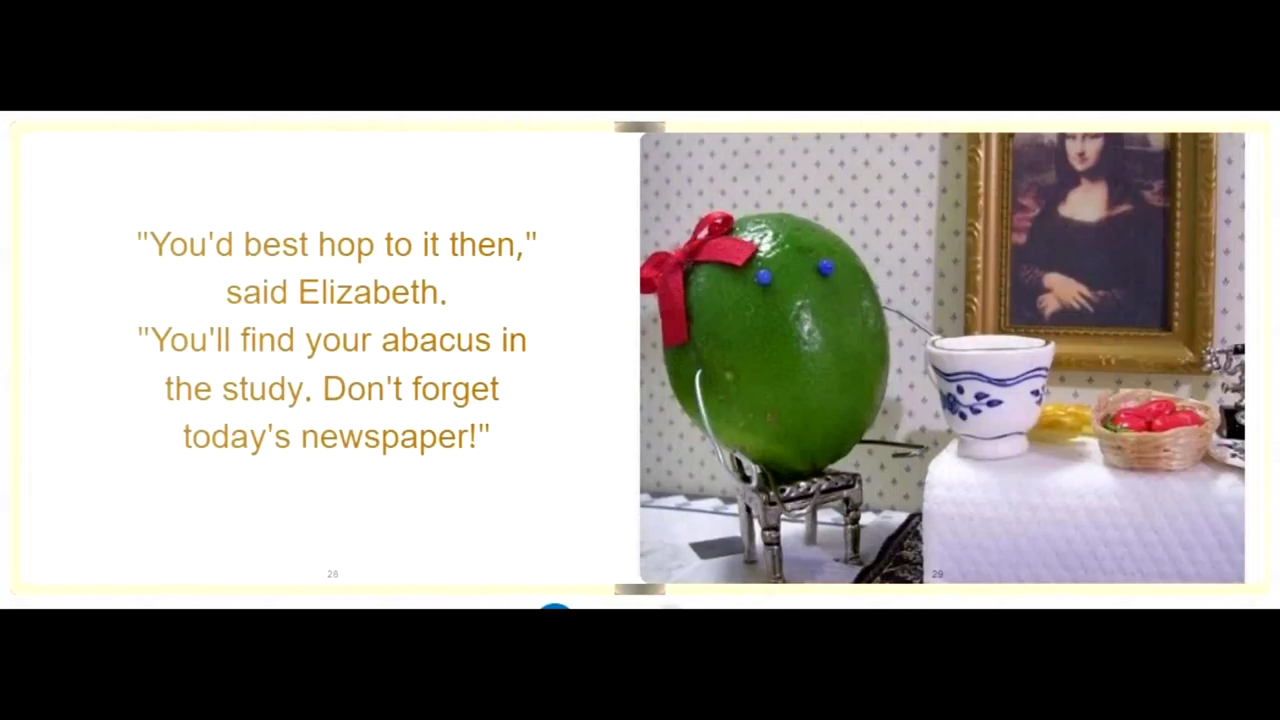 "You'd best hop to it then,"
said Elizabeth.
"You'll find your abacus in
the study. Don't forget
today's newspaper!"
28
29